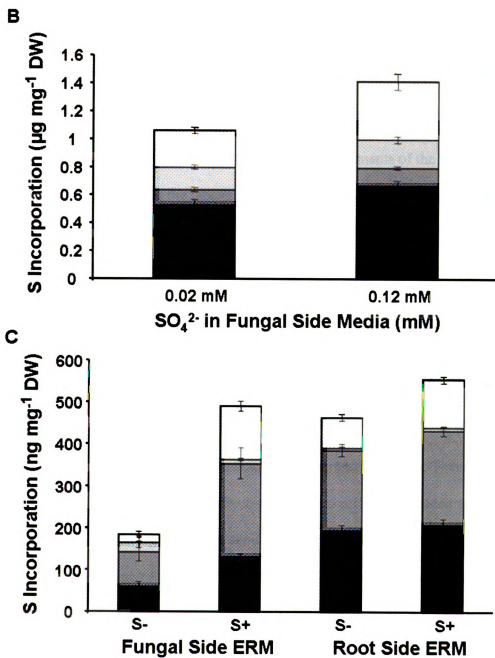 B
S Incorporation (µg mg⁻¹ DW)
1.6
1.4
1.2
1
0.8
0.6
0.4
0.2
0
0.02 mM
0.12 mM
SO₄²⁻ in Fungal Side Media (mM)
C
S Incorporation (ng mg⁻¹ DW)
600
500
400
300
200
100
0
S-
S+
S-
S+
Fungal Side ERM
Root Side ERM